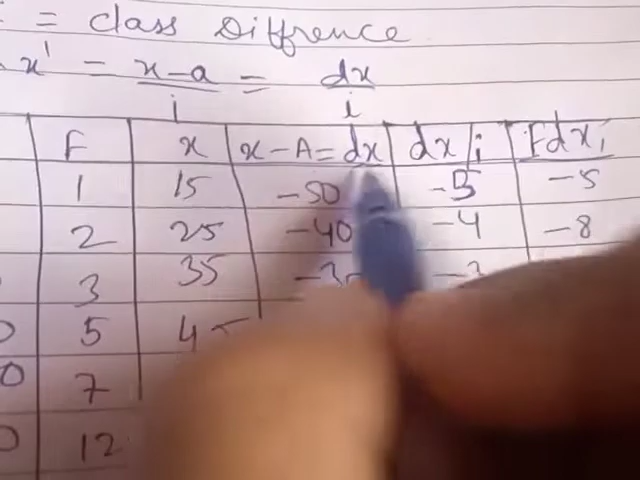 = class Diffrence
x' = x-a / i = dx / i
F x x-A=dx dx/i Fdxi
1 15 -50 -5 -5
2 25 -40 -4 -8
3 35
5
7
12